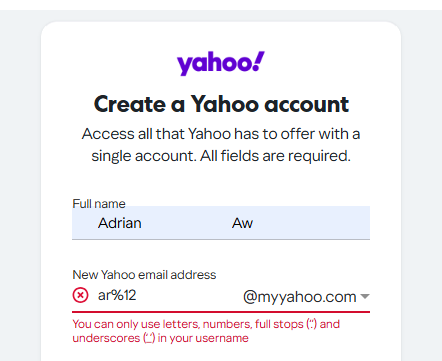 yahoo!
Create a Yahoo account
Access all that Yahoo has to offer with a
single account. All fields are required.
Full name
Adrian Aw
New Yahoo email address
ar%12 @myyahoo.com
You can only use letters, numbers, full stops ('.') and
underscores ('_') in your username